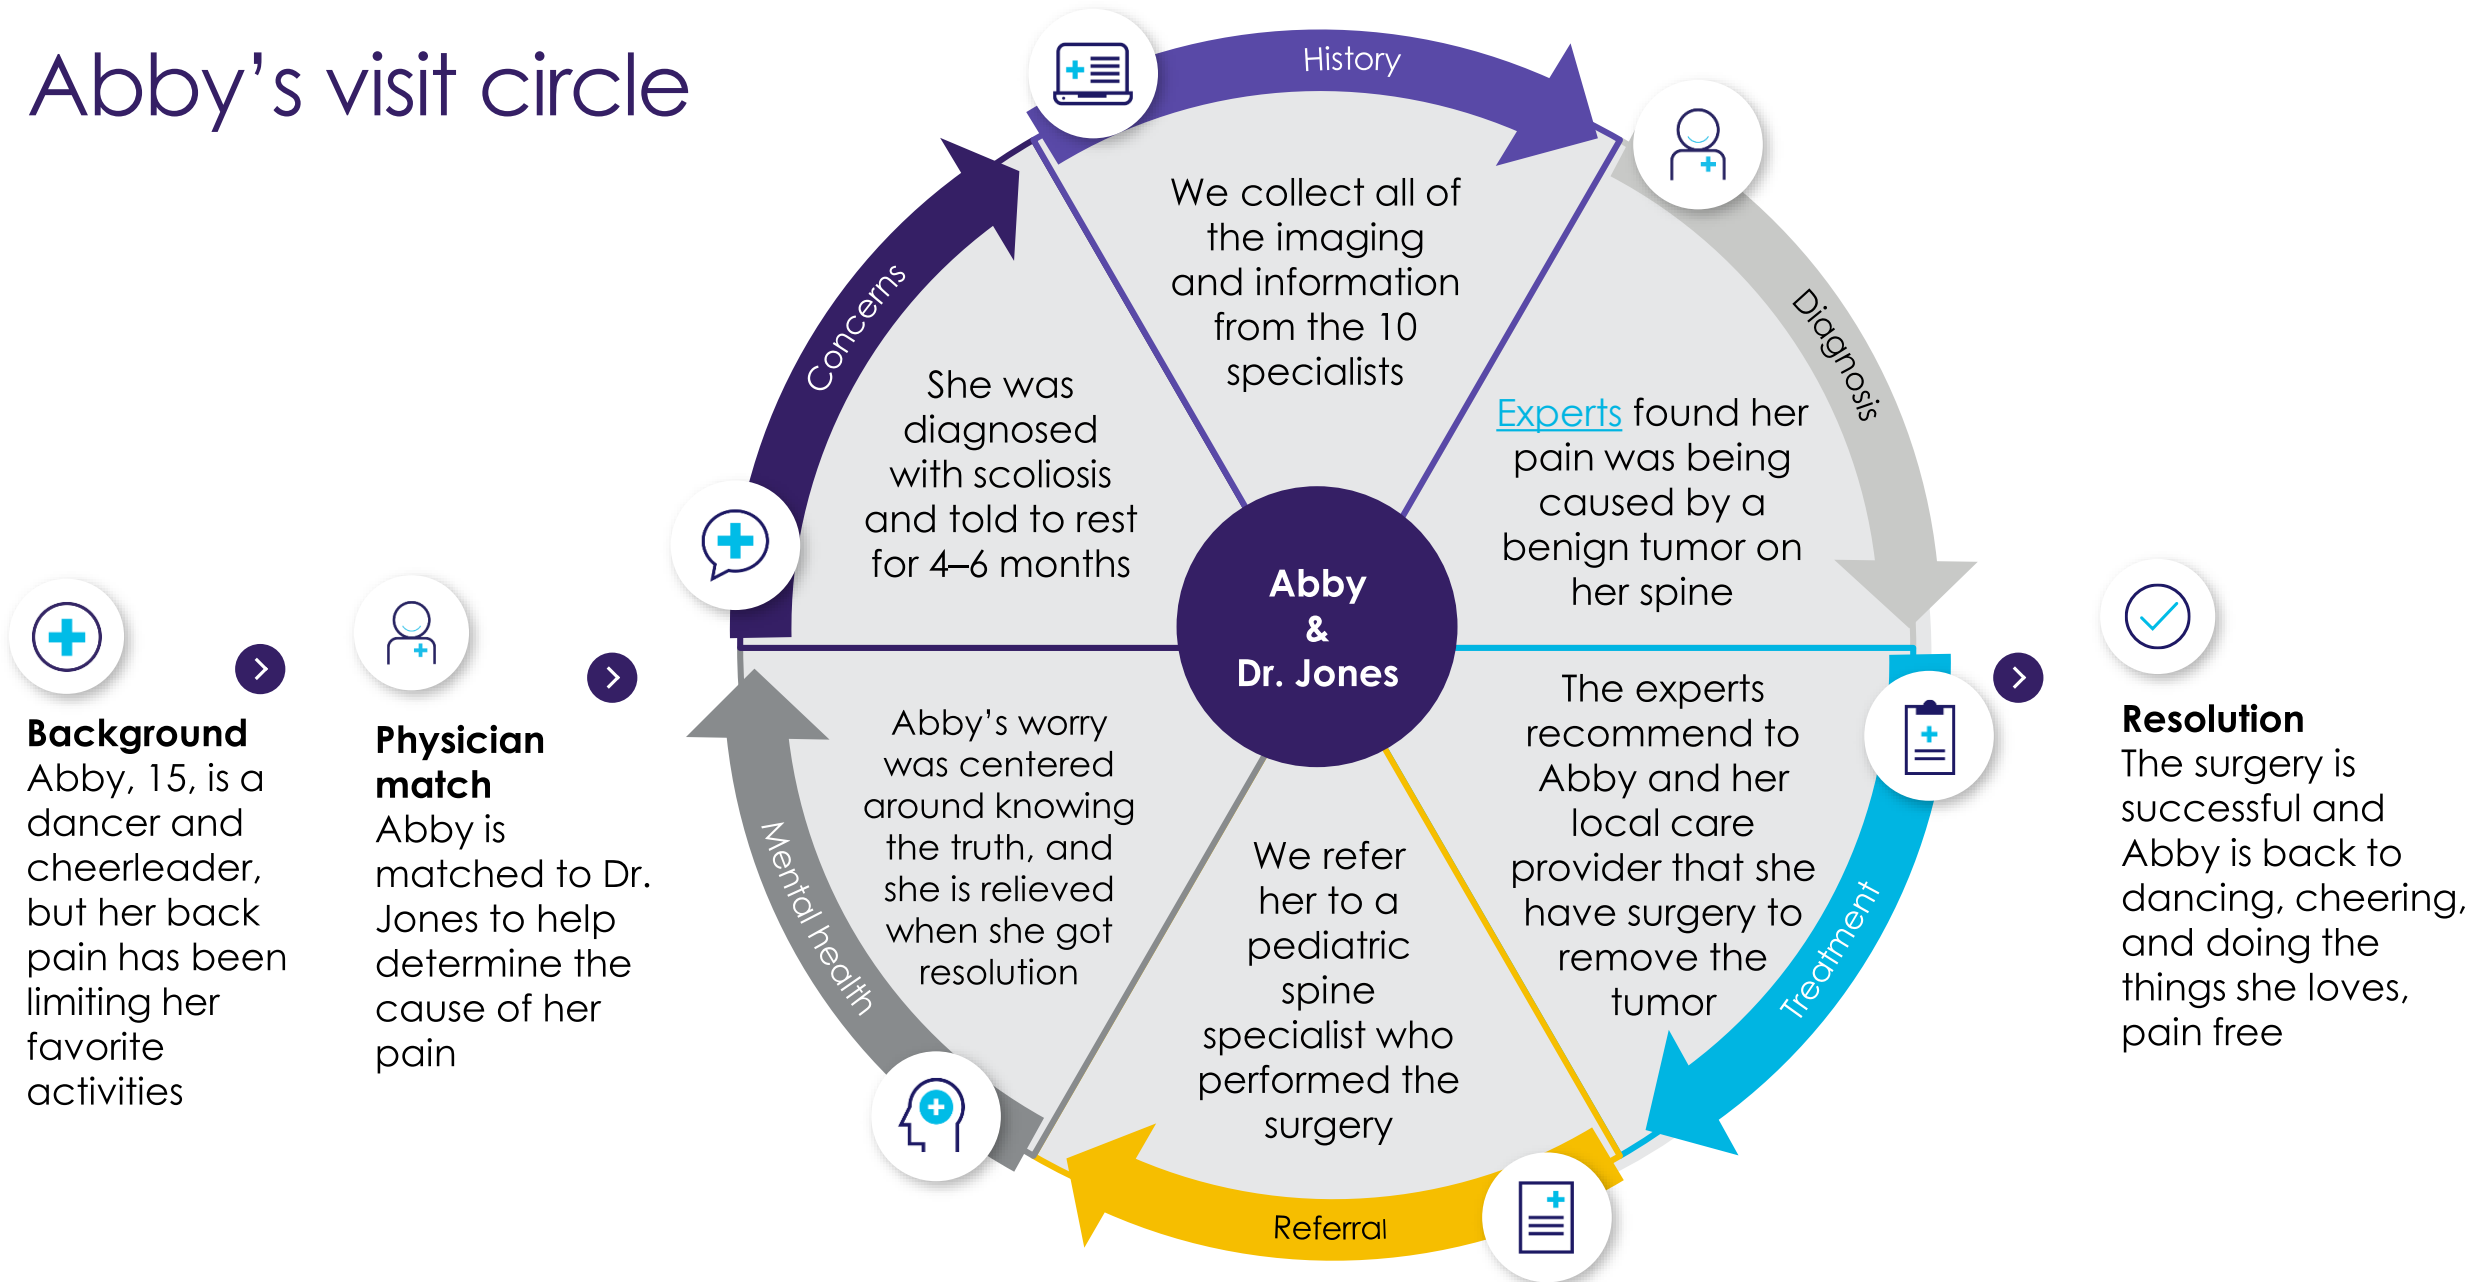 Abby’s visit circle
Background
Abby, 15, is a
dancer and
cheerleader,
but her back
pain has been
limiting her
favorite
activities
Physician
match
Abby is
matched to Dr.
Jones to help
determine the
cause of her
pain
Abby
&
Dr. Jones
Concerns
She was
diagnosed
with scoliosis
and told to rest
for 4–6 months
History
We collect all of
the imaging
and information
from the 10
specialists
Diagnosis
Experts found her
pain was being
caused by a
benign tumor on
her spine
Treatment
The experts
recommend to
Abby and her
local care
provider that she
have surgery to
remove the
tumor
Referral
We refer
her to a
pediatric
spine
specialist who
performed the
surgery
Mental health
Abby’s worry
was centered
around knowing
the truth, and
she is relieved
when she got
resolution
Resolution
The surgery is
successful and
Abby is back to
dancing, cheering,
and doing the
things she loves,
pain free